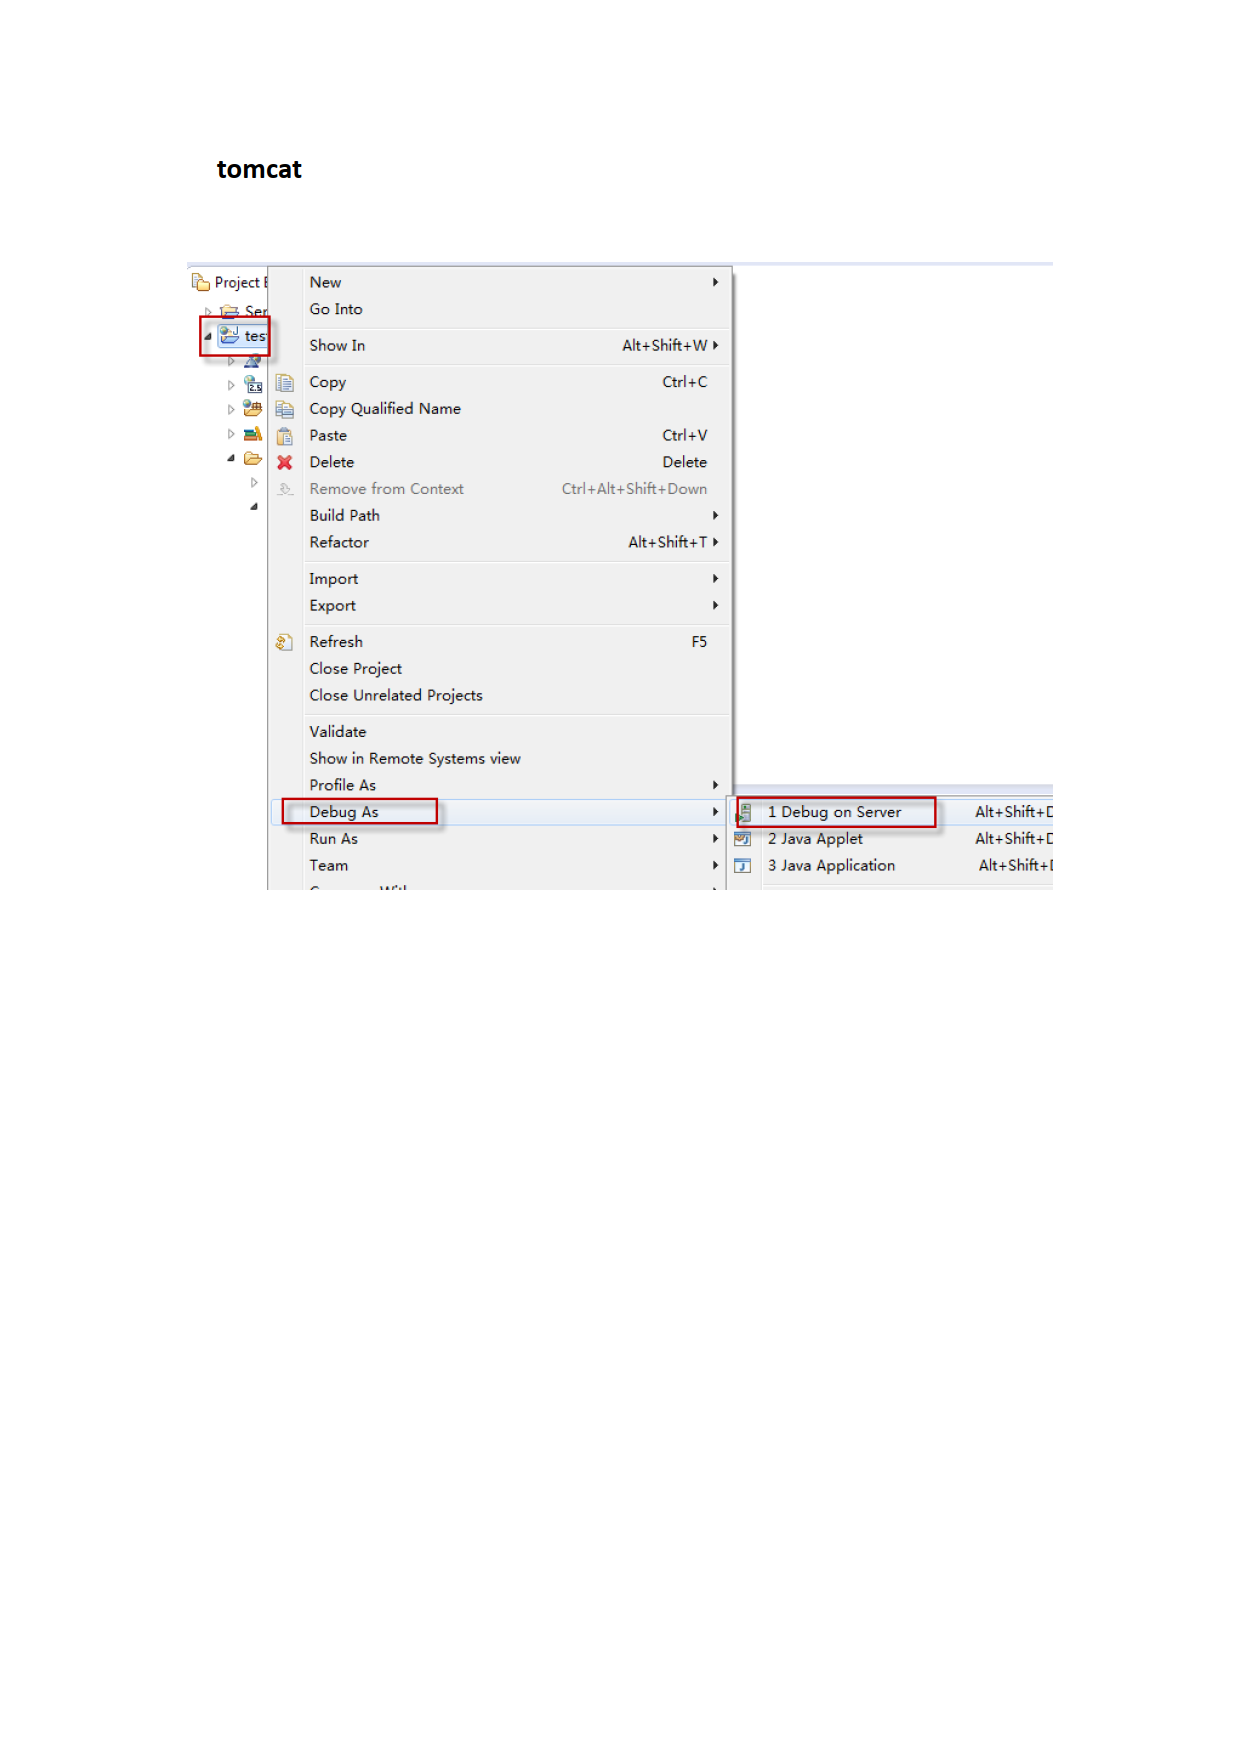 tomcat
Project E
Ser
tes
2.5
New
Go Into
Show In Alt+Shift+W
Copy Ctrl+C
Copy Qualified Name
Paste Ctrl+V
Delete Delete
Remove from Context Ctrl+Alt+Shift+Down
Build Path
Refactor Alt+Shift+T
Import
Export
Refresh F5
Close Project
Close Unrelated Projects
Validate
Show in Remote Systems view
Profile As
Debug As
Run As
Team
1 Debug on Server Alt+Shift+D
2 Java Applet Alt+Shift+D
3 Java Application Alt+Shift+D